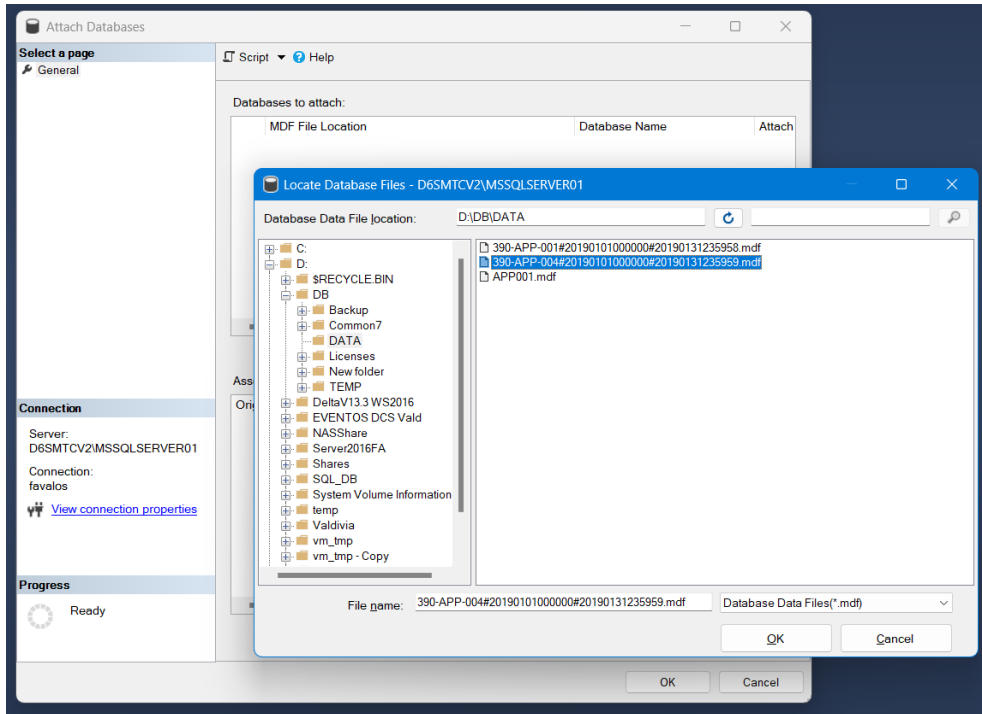 Attach Databases
Select a page
General
Script
Help
Databases to attach:
MDF File Location Database Name Attach
Locate Database Files - D6SMTCV2\MSSQLSERVER01
Database Data File location: D:\DB\DATA
C:
D:
$RECYCLE.BIN
DB
Backup
Common7
DATA
Licenses
New folder
TEMP
DeltaV13.3 WS2016
EVENTOS DCS Vald
NASShare
Server2016FA
Shares
SQL_DB
System Volume Information
temp
Valdivia
vm_tmp
vm_tmp - Copy
390-APP-001#20190101000000#20190131235958.mdf
390-APP-004#20190101000000#20190131235959.mdf
APP001.mdf
File name: 390-APP-004#20190101000000#20190131235959.mdf Database Data Files(*.mdf)
OK Cancel
Connection
Server:
D6SMTCV2\MSSQLSERVER01
Connection:
favalos
View connection properties
Progress
Ready
OK Cancel